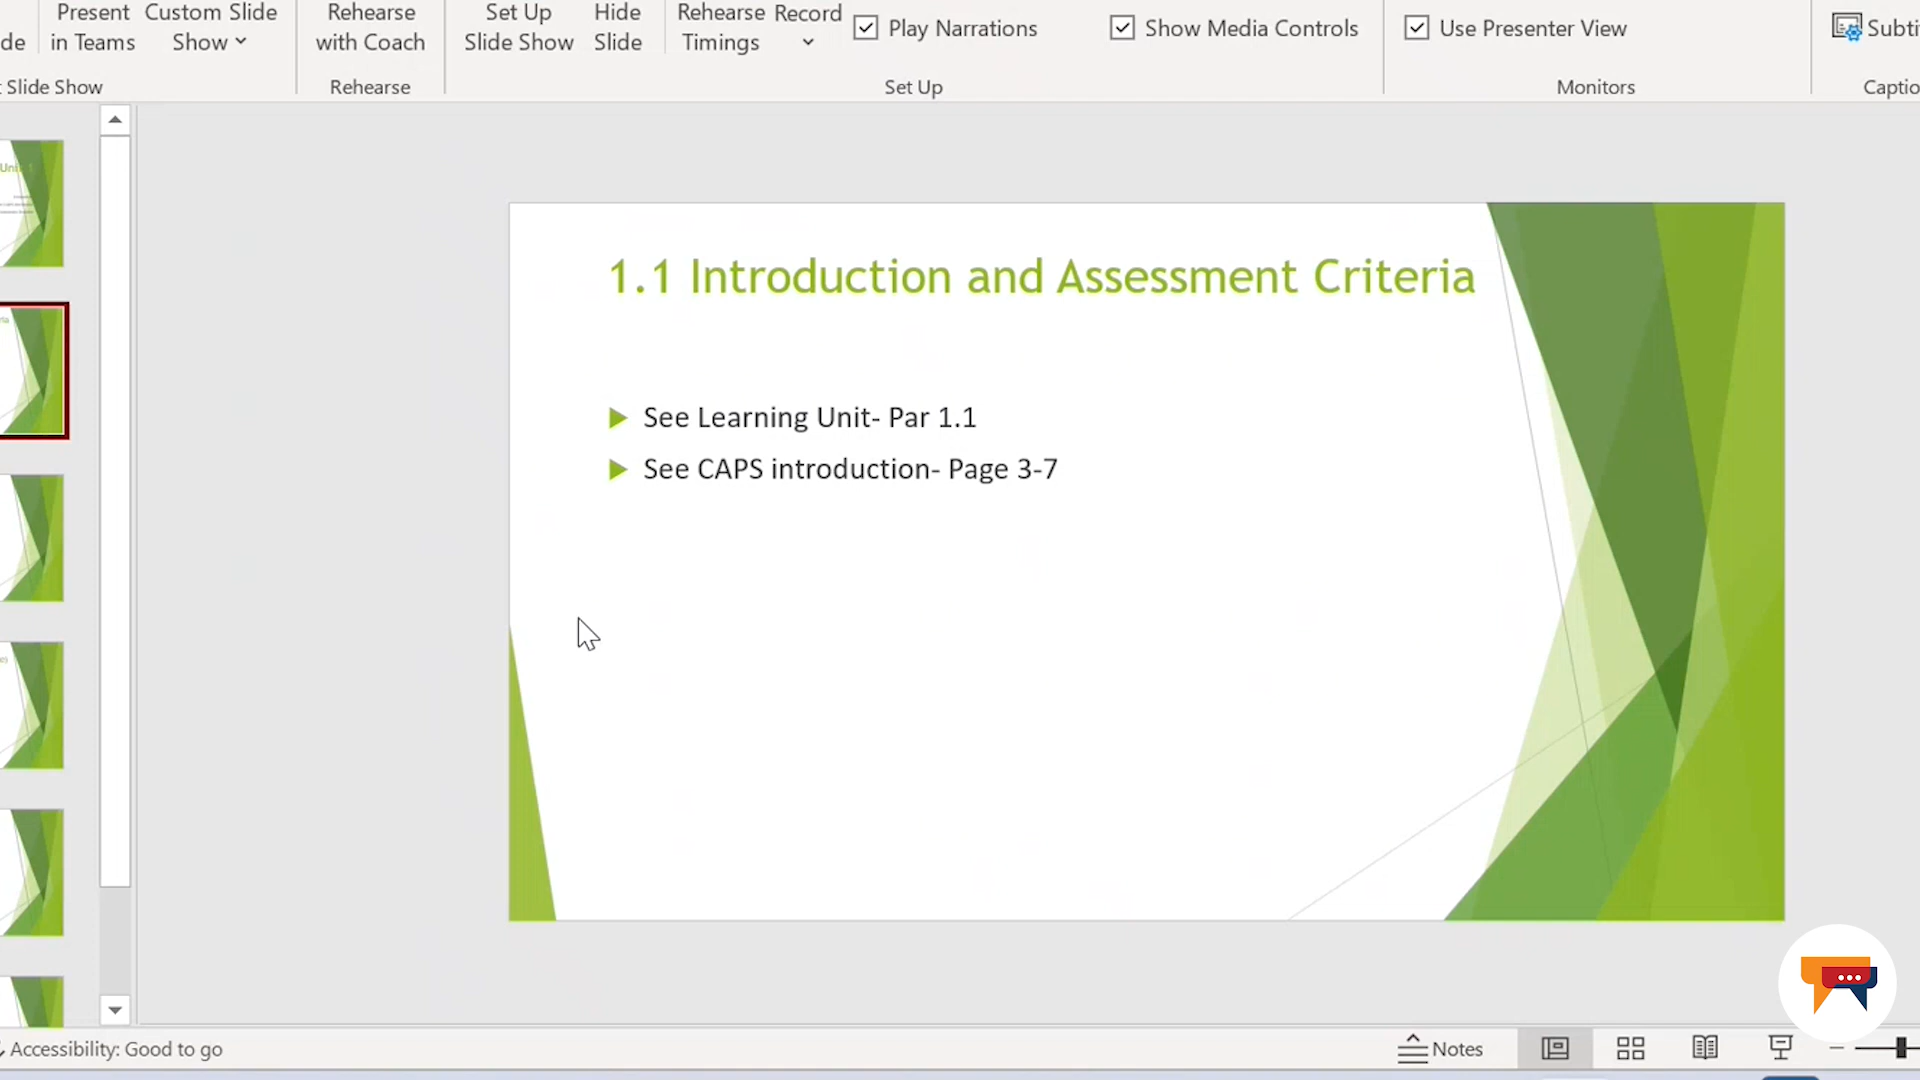 Present
in Teams
Custom Slide
Show
Rehearse
with Coach
Set Up
Slide Show
Hide
Slide
Rehearse
Timings
Record
Play Narrations
Show Media Controls
Use Presenter View
Slide Show
Rehearse
Set Up
Monitors
1.1 Introduction and Assessment Criteria
See Learning Unit- Par 1.1
See CAPS introduction- Page 3-7
Accessibility: Good to go
Notes